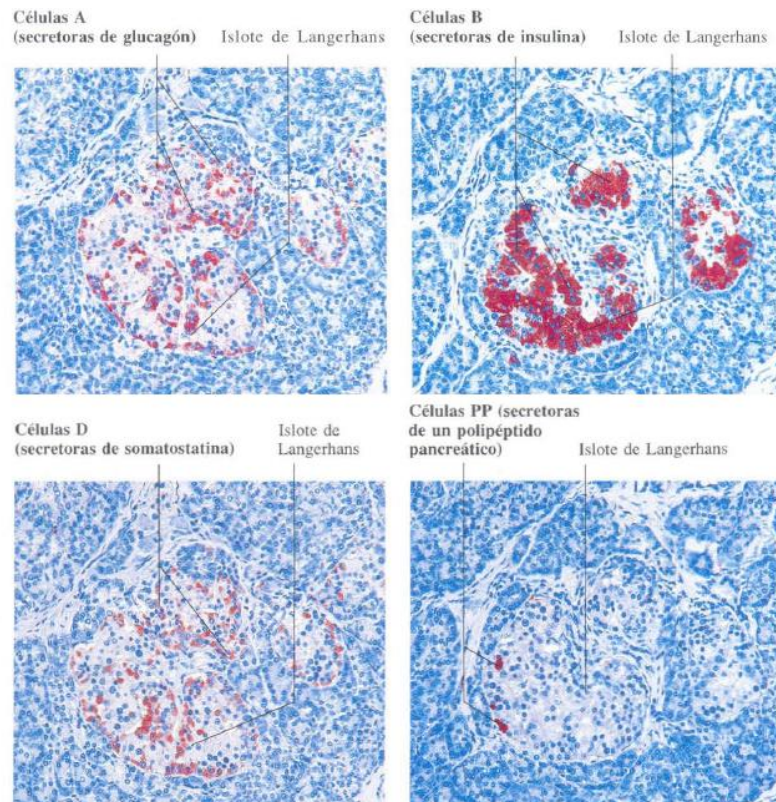 Células A
(secretoras de glucagón)
Islote de Langerhans
Células B
(secretoras de insulina)
Islote de Langerhans
Células D
(secretoras de somatostatina)
Islote de
Langerhans
Células PP (secretoras
de un polipéptido
pancreático)
Islote de Langerhans